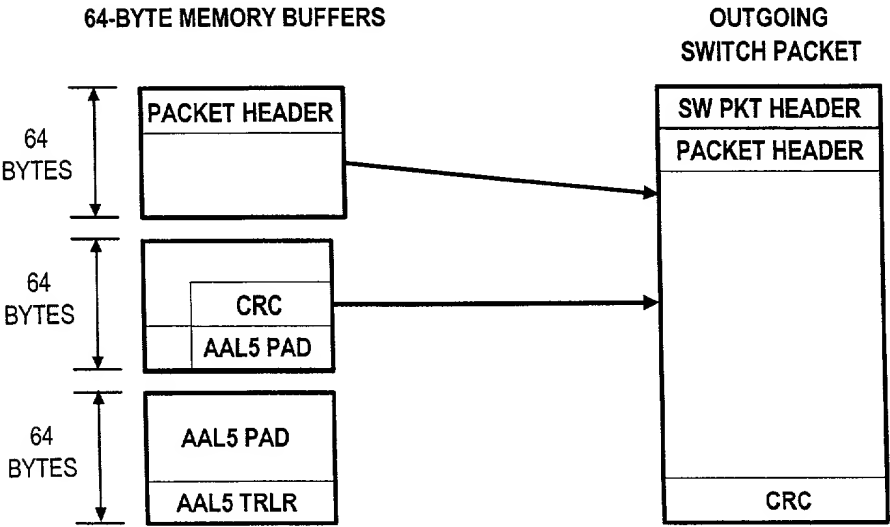 64-BYTE MEMORY BUFFERS
OUTGOING
SWITCH PACKET
64
BYTES
PACKET HEADER
64
BYTES
CRC
AAL5 PAD
64
BYTES
AAL5 PAD
AAL5 TRLR
SW PKT HEADER
PACKET HEADER
CRC